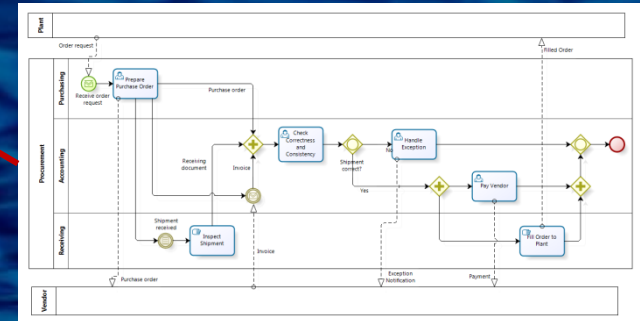 Plant
Order request
Filled Order
Procurement
Purchasing
Receive order
request
Prepare
Purchase Order
Purchase order
Accounting
Receiving
document
Invoice
Check
Correctness
and
Consistency
Shipment
correct?
No
Yes
Handle
Exception
Pay Vendor
Receiving
Shipment
received
Inspect
Shipment
Invoice
Fill Order to
Plant
Purchase order
Exception
Notification
Payment
Vendor